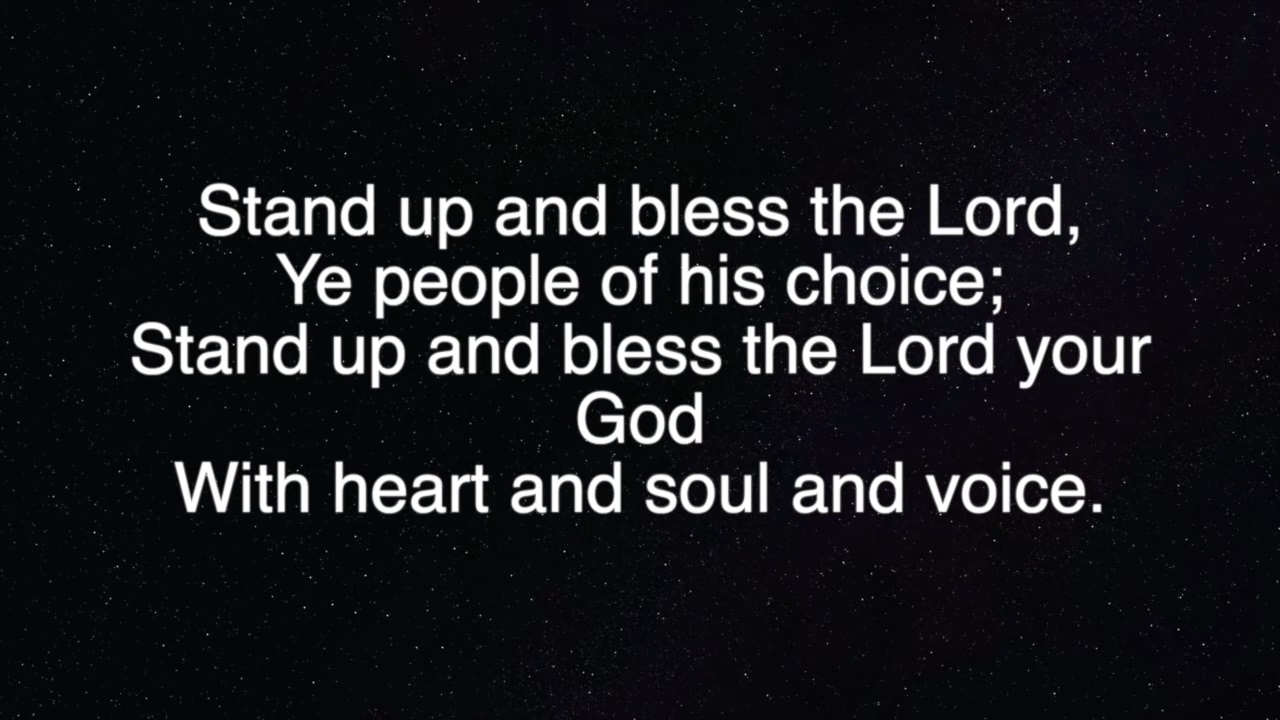 Stand up and bless the Lord,
Ye people of his choice;
Stand up and bless the Lord your
God
With heart and soul and voice.